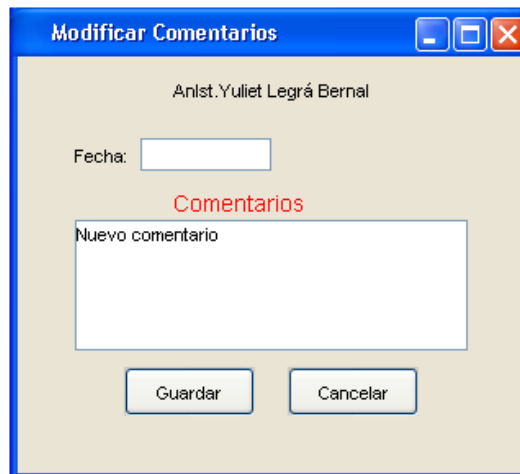 Modificar Comentarios
Anlst.Yuliet Legrá Bernal
Fecha:
Comentarios
Nuevo comentario
Guardar Cancelar